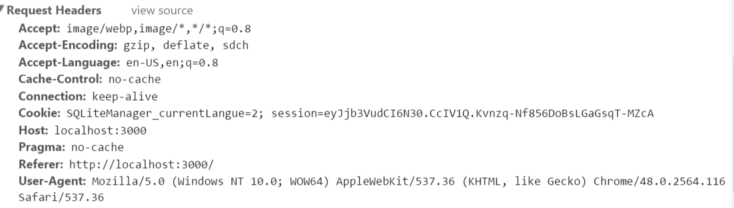 Request Headers view source
Accept: image/webp,image/*,*/*;q=0.8
Accept-Encoding: gzip, deflate, sdch
Accept-Language: en-US,en;q=0.8
Cache-Control: no-cache
Connection: keep-alive
Cookie: SQLiteManager_currentLangue=2; session=eyJjb3VudCI6N30.CcIV1Q.Kvnzq-Nf856DoBsLGaGsqT-MZcA
Host: localhost:3000
Pragma: no-cache
Referer: http://localhost:3000/
User-Agent: Mozilla/5.0 (Windows NT 10.0; WOW64) AppleWebKit/537.36 (KHTML, like Gecko) Chrome/48.0.2564.116
Safari/537.36